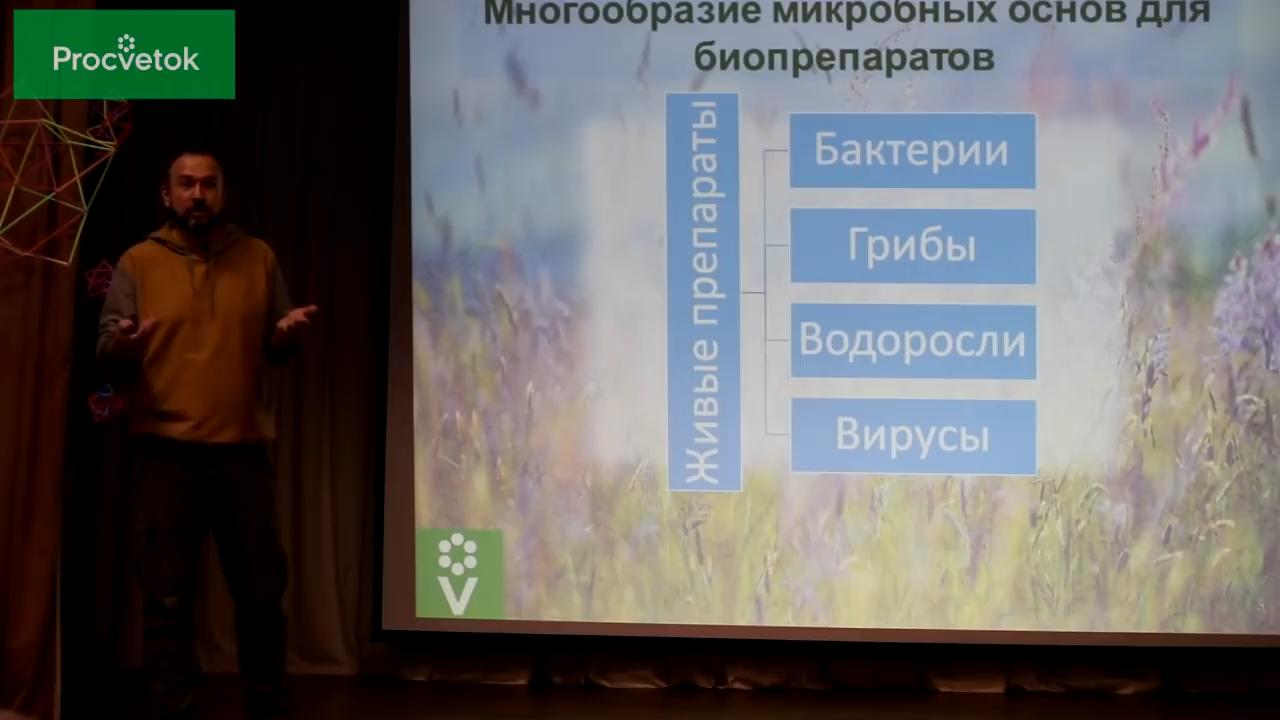 Procvetok
Многообразие микробных основ для
биопрепаратов
Живые препараты
Бактерии
Грибы
Водоросли
Вирусы
V